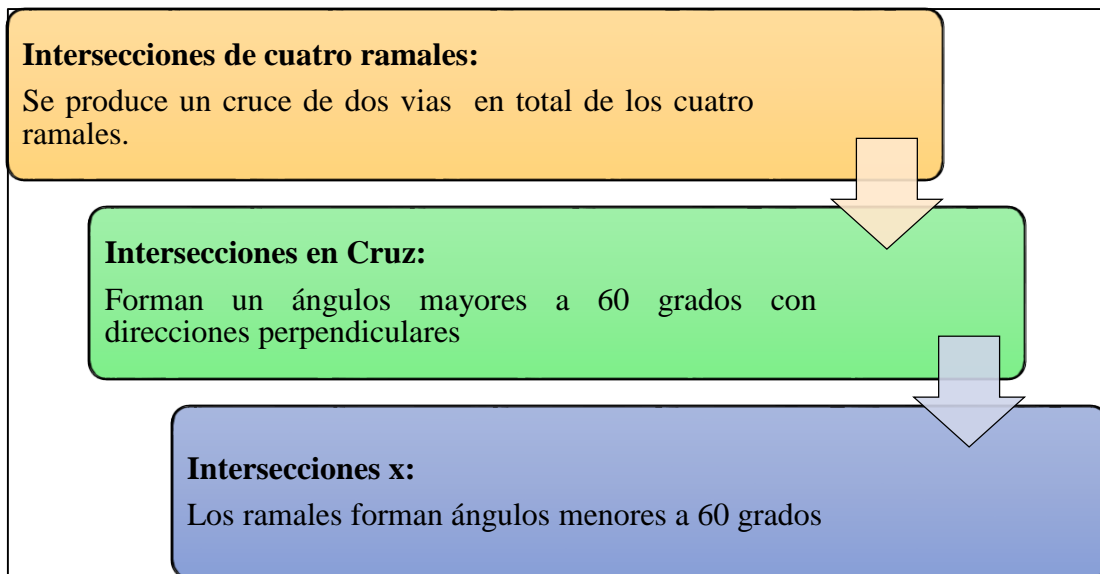 Intersecciones de cuatro ramales:
Se produce un cruce de dos vias en total de los cuatro
ramales.
Intersecciones en Cruz:
Forman un ángulos mayores a 60 grados con
direcciones perpendiculares
Intersecciones x:
Los ramales forman ángulos menores a 60 grados